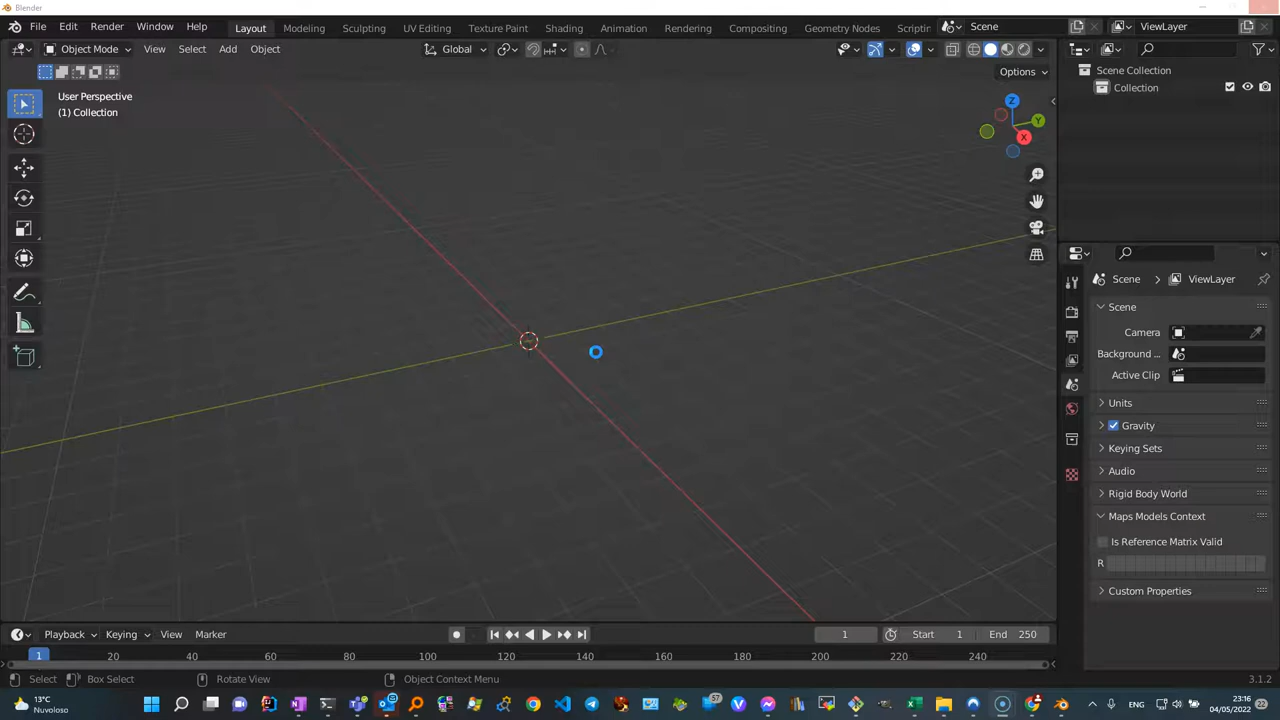 Blender
File Edit Render Window Help Layout Modeling Sculpting UV Editing Texture Paint Shading Animation Rendering Compositing Geometry Nodes Scriptin Scene ViewLayer
Object Mode View Select Add Object Global
Options
User Perspective
(1) Collection
Z
Y
X
Scene Collection
Collection
Scene ViewLayer
Scene
Camera
Background ...
Active Clip
Units
Gravity
Keying Sets
Audio
Rigid Body World
Maps Models Context
Is Reference Matrix Valid
R
Custom Properties
Playback Keying View Marker 1 Start 1 End 250
1 20 40 60 80 100 120 140 160 180 200 220 240
Select Box Select Rotate View Object Context Menu 3.1.2
13°C
Nuvoloso
57
23:16
04/05/2022